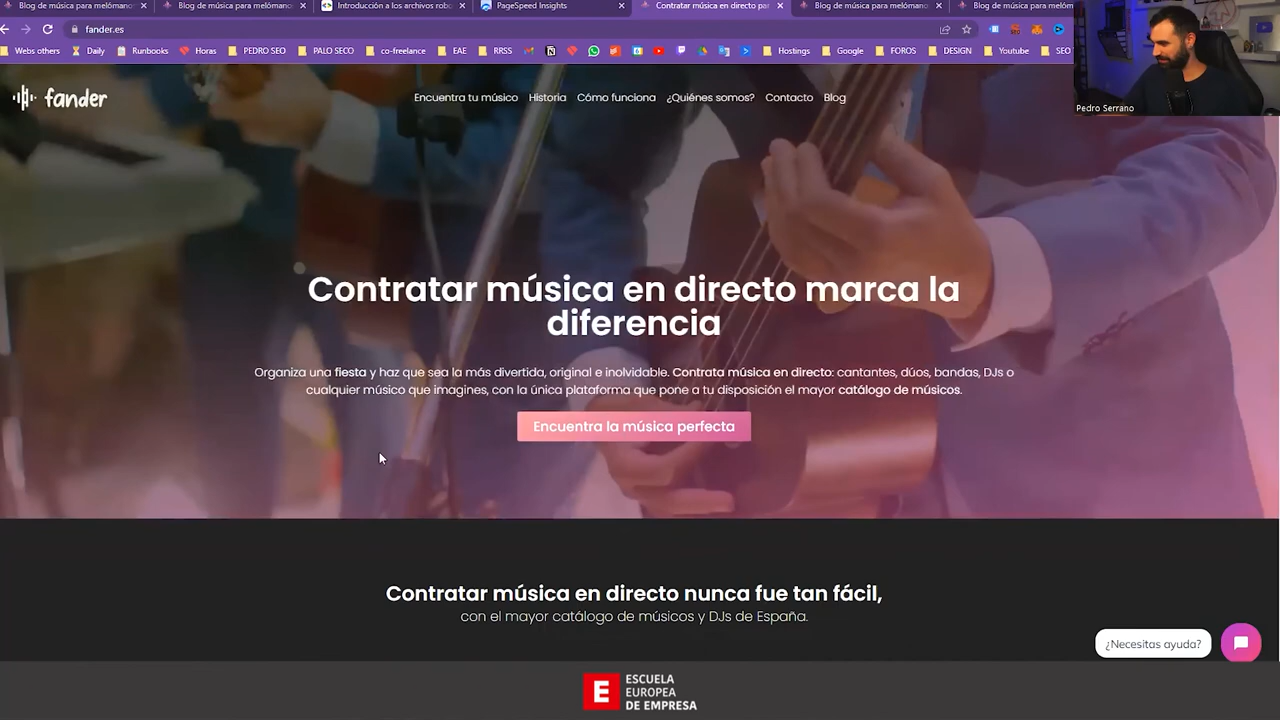 Blog de música para melómano
Blog de música para melómano
Introducción a los archivos rob
PageSpeed Insights
Contratar música en directo par
Blog de música para melómano
Blog de música para melóm
fander.es
Webs others
Daily
Runbooks
Horas
PEDRO SEO
PALO SECO
co-freelance
EAE
RRSS
Hostings
Google
FOROS
DESIGN
Youtube
SEO
Pedro Serrano
fander
Encuentra tu músico
Historia
Cómo funciona
¿Quiénes somos?
Contacto
Blog
Contratar música en directo marca la
diferencia
Organiza una fiesta y haz que sea la más divertida, original e inolvidable. Contrata música en directo: cantantes, dúos, bandas, DJs o
cualquier músico que imagines, con la única plataforma que pone a tu disposición el mayor catálogo de músicos.
Encuentra la música perfecta
Contratar música en directo nunca fue tan fácil,
con el mayor catálogo de músicos y DJs de España.
¿Necesitas ayuda?
E
ESCUELA
EUROPEA
DE EMPRESA